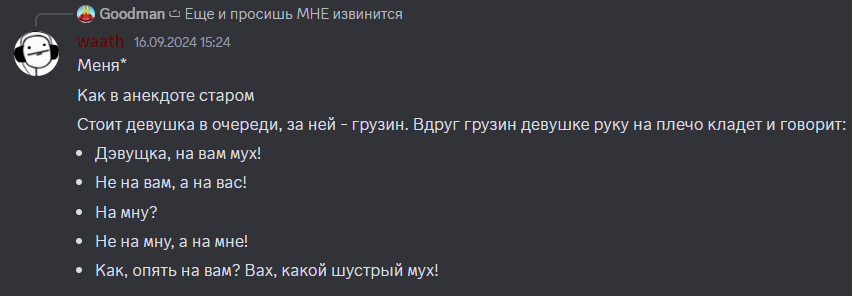 Goodman Еще и просишь МНЕ извинится
waath 16.09.2024 15:24
Меня*
Как в анекдоте старом
Стоит девушка в очереди, за ней - грузин. Вдруг грузин девушке руку на плечо кладет и говорит:
• Дэвущка, на вам мух!
• Не на вам, а на вас!
• На мну?
• Не на мну, а на мне!
• Как, опять на вам? Вах, какой шустрый мух!